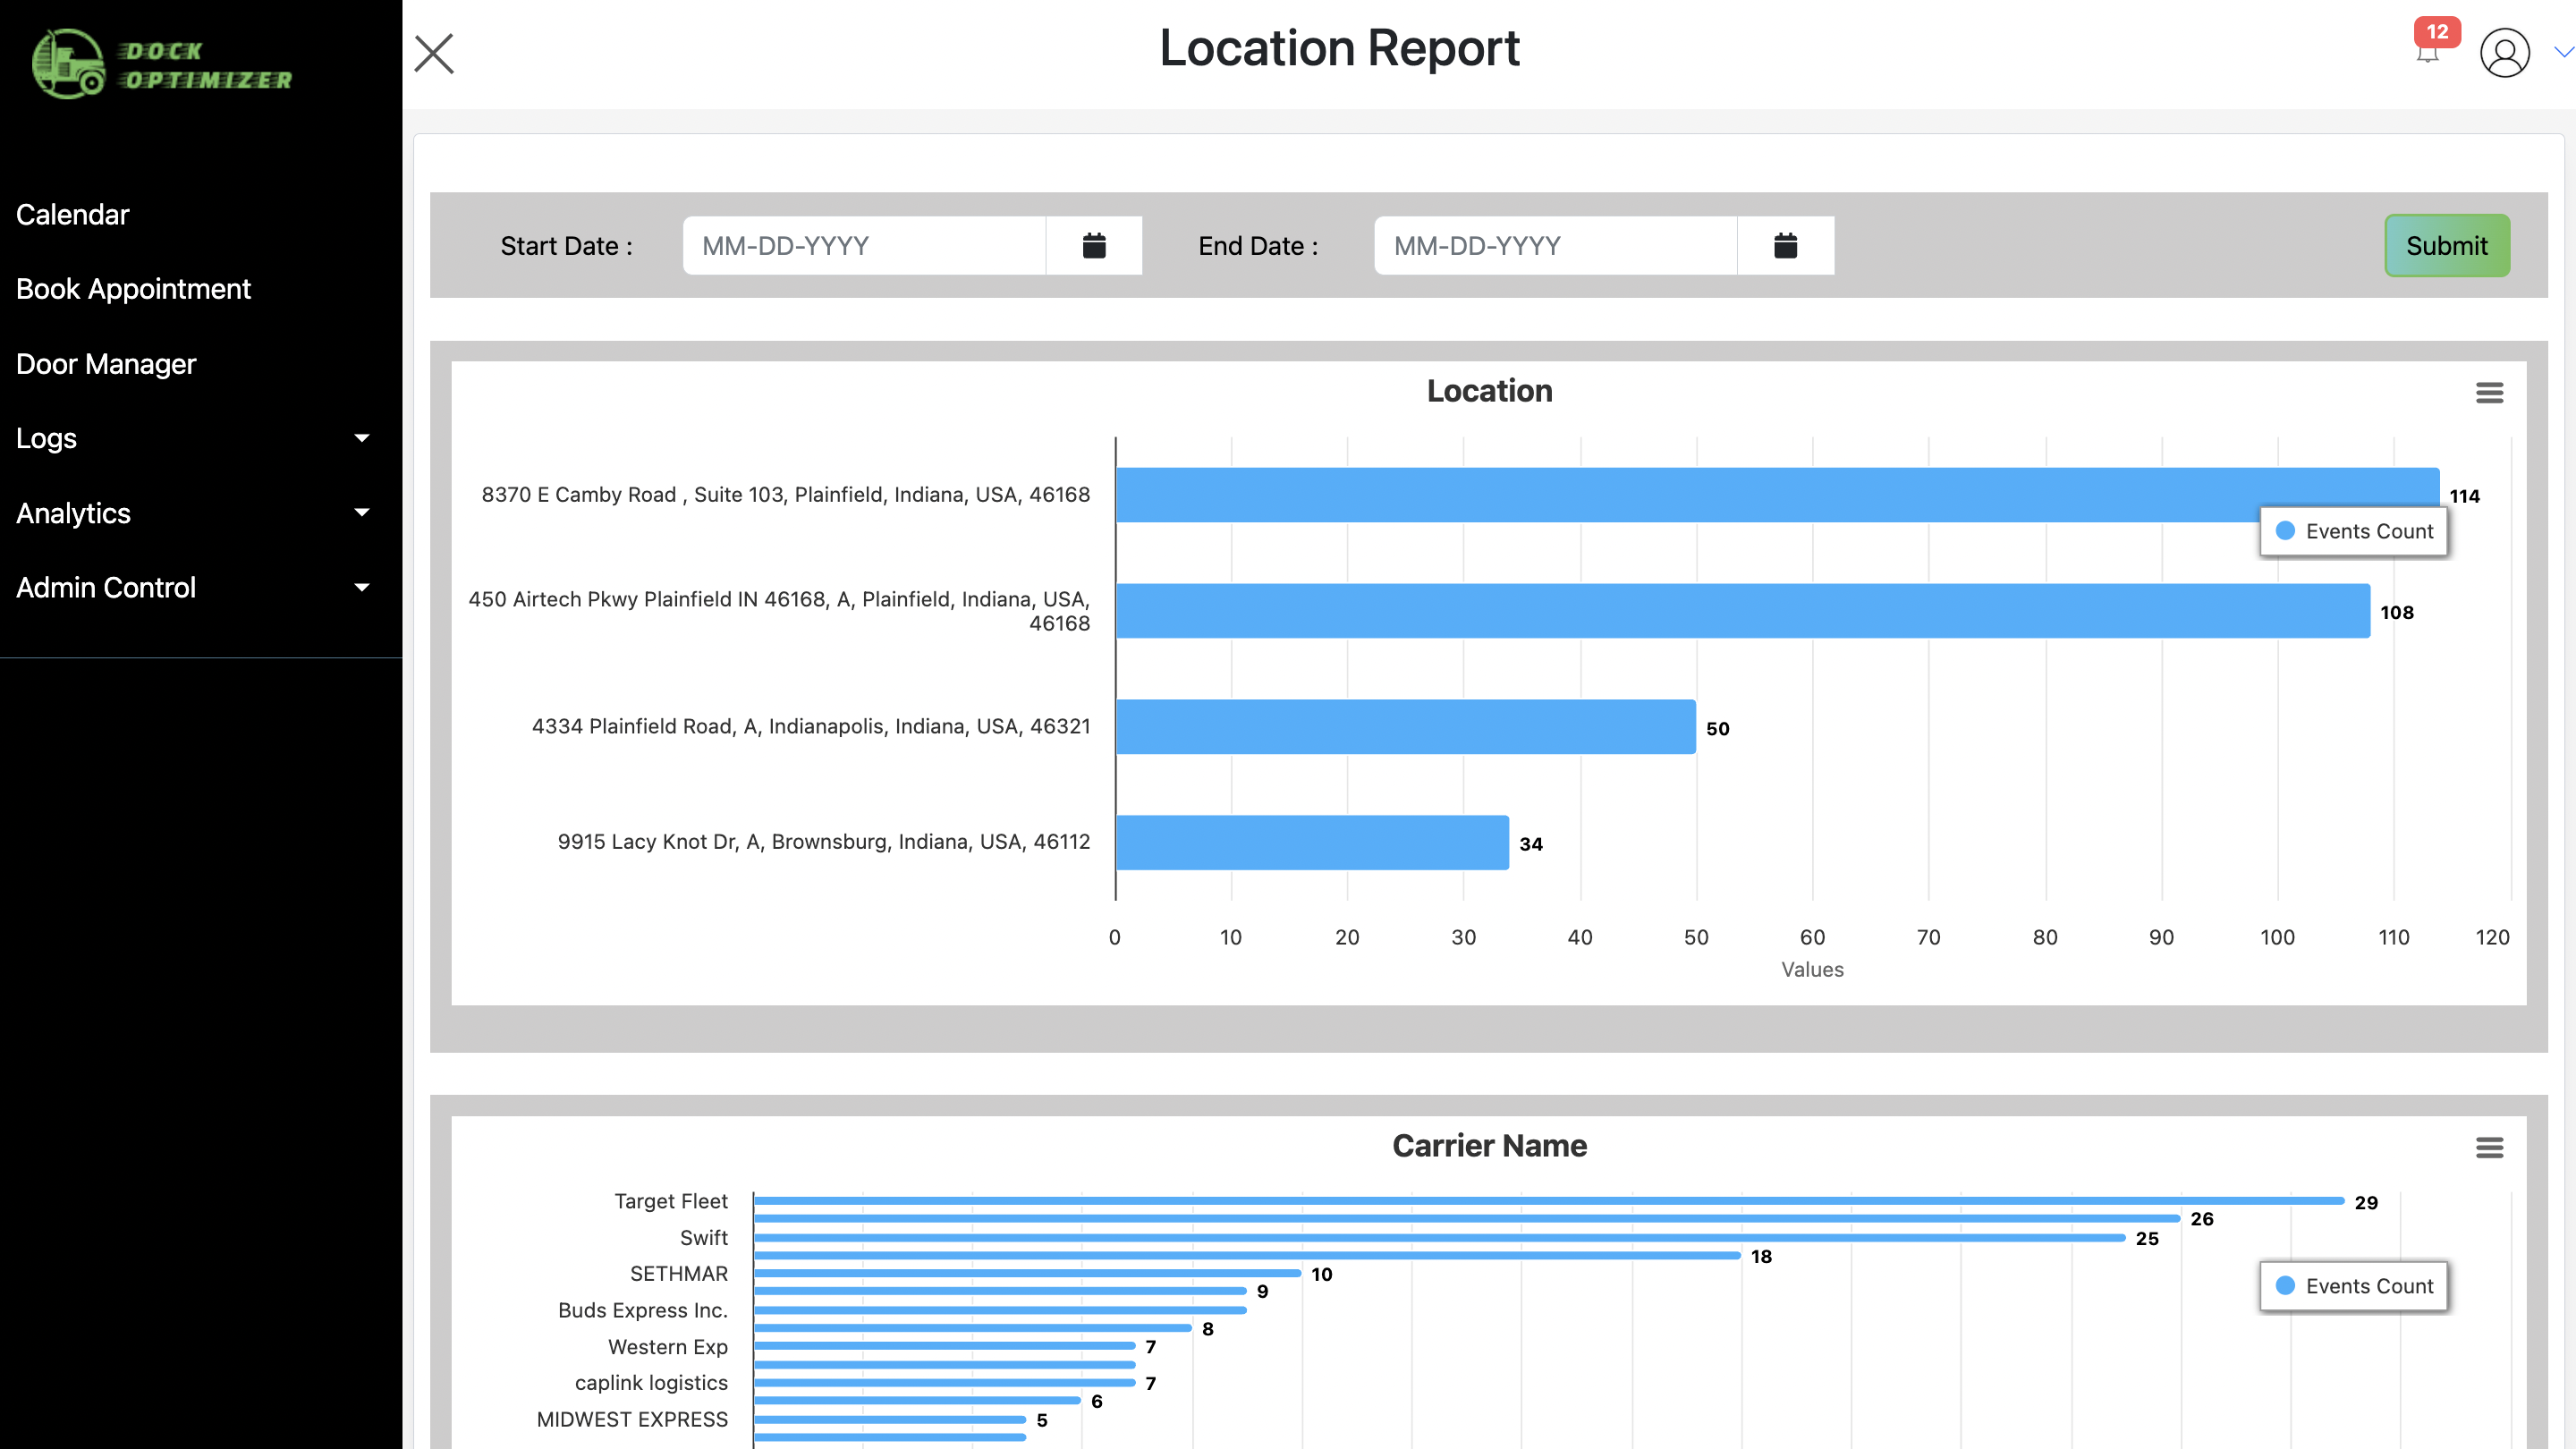 DOCK
OPTIMIZER
Location Report
12
Calendar
Book Appointment
Door Manager
Logs
Analytics
Admin Control
Start Date :
MM-DD-YYYY
End Date :
MM-DD-YYYY
Submit
Location
8370 E Camby Road , Suite 103, Plainfield, Indiana, USA, 46168
114
Events Count
450 Airtech Pkwy Plainfield IN 46168, A, Plainfield, Indiana, USA,
46168
108
4334 Plainfield Road, A, Indianapolis, Indiana, USA, 46321
50
9915 Lacy Knot Dr, A, Brownsburg, Indiana, USA, 46112
34
0 10 20 30 40 50 60 70 80 90 100 110 120
Values
Carrier Name
Target Fleet
29
26
Swift
25
18
SETHMAR
10
Events Count
9
Buds Express Inc.
8
Western Exp
7
caplink logistics
7
6
MIDWEST EXPRESS
5